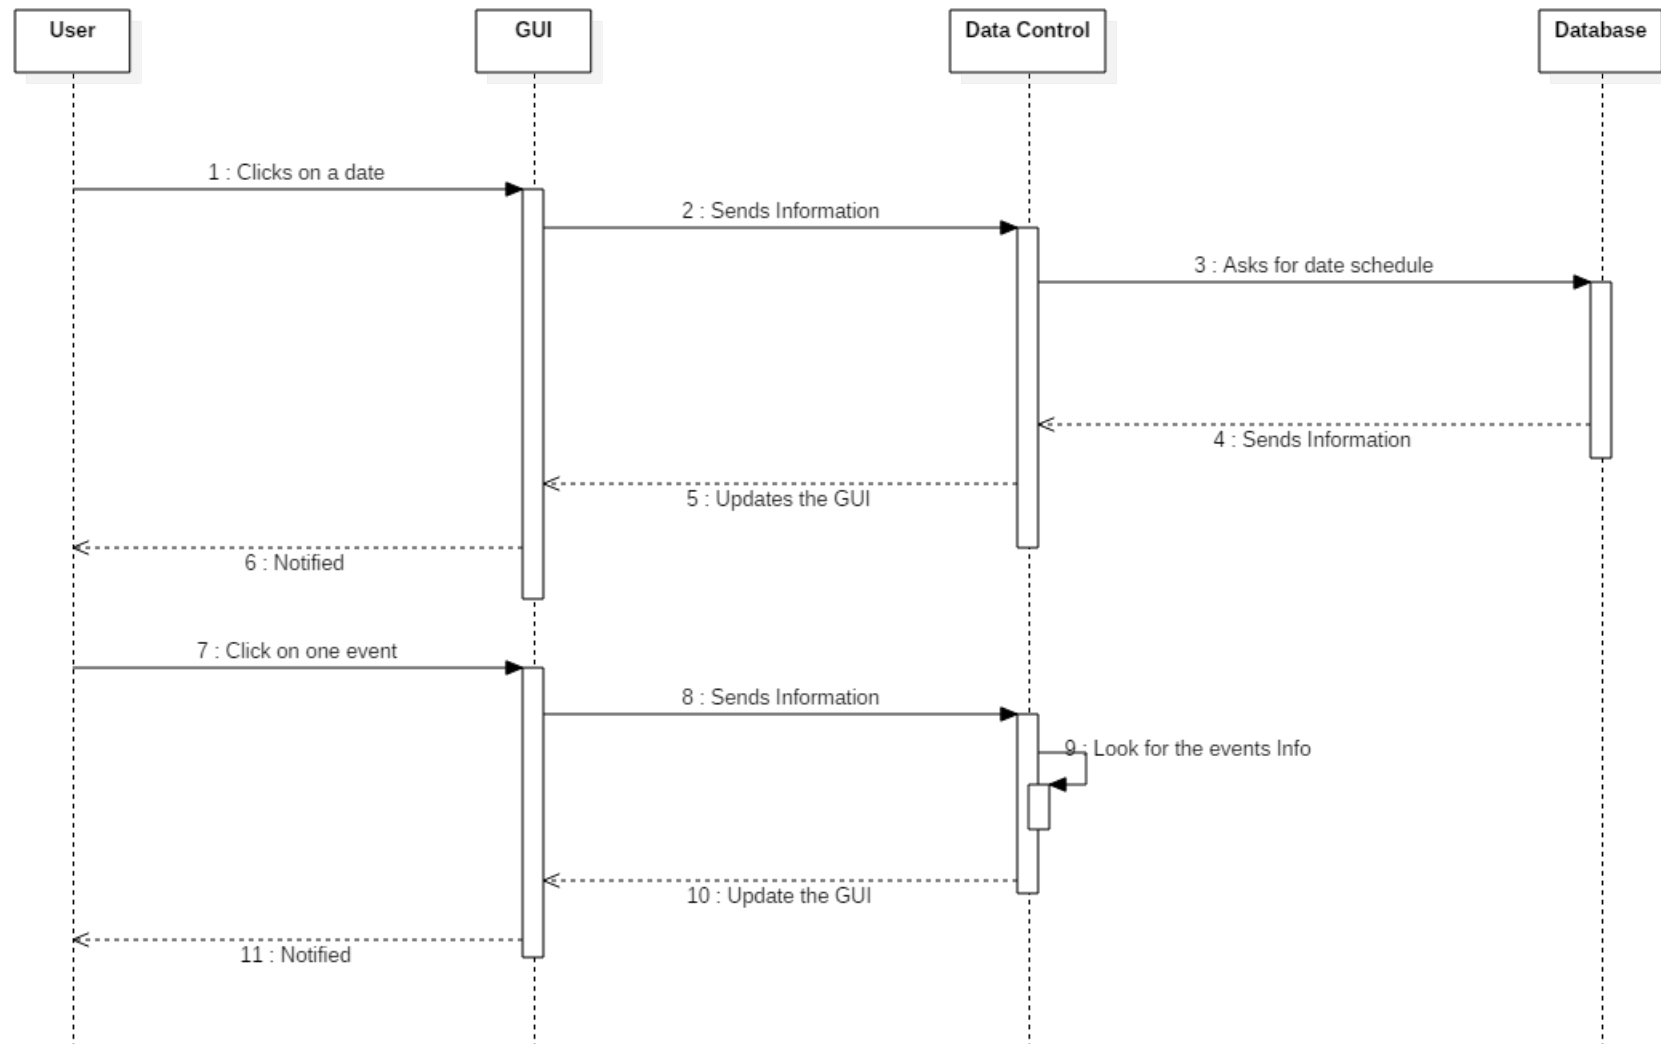 User
GUI
Data Control
Database
1 : Clicks on a date
2 : Sends Information
3 : Asks for date schedule
4 : Sends Information
5 : Updates the GUI
6 : Notified
7 : Click on one event
8 : Sends Information
9 : Look for the events Info
10 : Update the GUI
11 : Notified